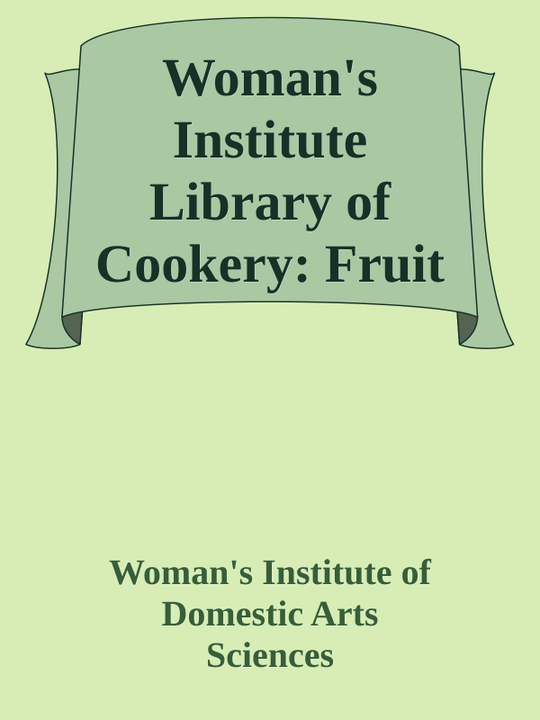 Woman's
Institute
Library of
Cookery: Fruit
Woman's Institute of
Domestic Arts
Sciences